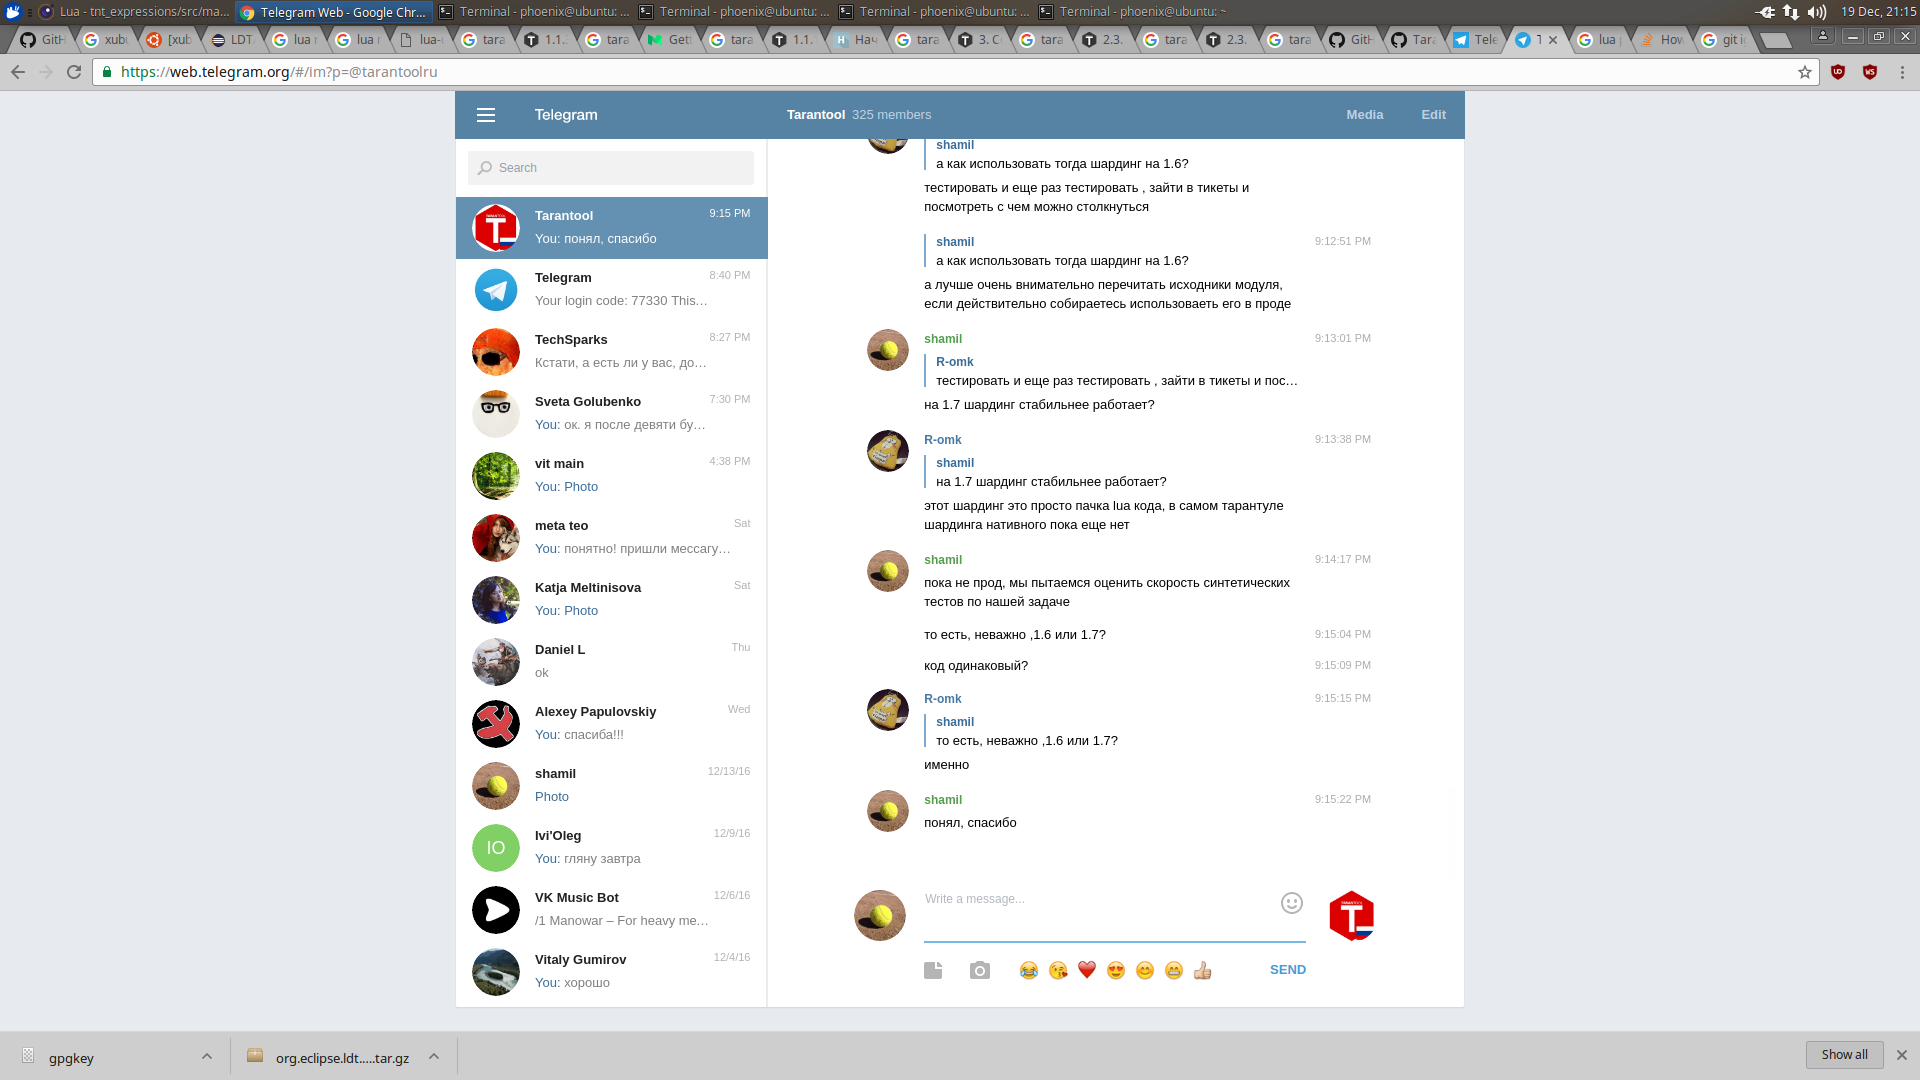 Lua - tnt_expressions/src/ma...
Telegram Web - Google Chr...
Terminal - phoenix@ubuntu: ...
Terminal - phoenix@ubuntu: ...
Terminal - phoenix@ubuntu: ...
Terminal - phoenix@ubuntu: ~
19 Dec, 21:15
GitH
xubu
[xub
LDT
lua r
lua r
lua-u
tara
1.1.
tara
Gett
tara
1.1.
Нач
tara
3. C
tara
2.3.
tara
2.3.
tara
GitH
Tara
Tele
T
lua
How
git i
https://web.telegram.org/#/im?p=@tarantoolru
Telegram
Tarantool 325 members
Media
Edit
Search
Tarantool
9:15 PM
You: понял, спасибо
Telegram
8:40 PM
Your login code: 77330 This...
TechSparks
8:27 PM
Кстати, а есть ли у вас, до...
Sveta Golubenko
7:30 PM
You: ок. я после девяти бу...
vit main
4:38 PM
You: Photo
meta teo
Sat
You: понятно! пришли мессагу...
Katja Meltinisova
Sat
You: Photo
Daniel L
Thu
ok
Alexey Papulovskiy
Wed
You: спасиба!!!
shamil
12/13/16
Photo
IO
Ivi'Oleg
12/9/16
You: гляну завтра
VK Music Bot
12/6/16
/1 Manowar – For heavy me...
Vitaly Gumirov
12/4/16
You: хорошо
shamil
а как использовать тогда шардинг на 1.6?
тестировать и еще раз тестировать , зайти в тикеты и
посмотреть с чем можно столкнуться
shamil
9:12:51 PM
а как использовать тогда шардинг на 1.6?
а лучше очень внимательно перечитать исходники модуля,
если действительно собираетесь использоваеть его в проде
shamil
9:13:01 PM
R-omk
тестировать и еще раз тестировать , зайти в тикеты и пос...
на 1.7 шардинг стабильнее работает?
R-omk
9:13:38 PM
shamil
на 1.7 шардинг стабильнее работает?
этот шардинг это просто пачка lua кода, в самом тарантуле
шардинга нативного пока еще нет
shamil
9:14:17 PM
пока не прод, мы пытаемся оценить скорость синтетических
тестов по нашей задаче
то есть, неважно ,1.6 или 1.7?
9:15:04 PM
код одинаковый?
9:15:09 PM
R-omk
9:15:15 PM
shamil
то есть, неважно ,1.6 или 1.7?
именно
shamil
9:15:22 PM
понял, спасибо
Write a message...
TARANTOOL
T
SEND
gpgkey
org.eclipse.ldt.....tar.gz
Show all